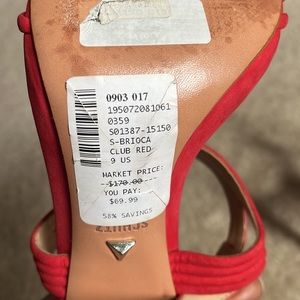 0903 017
195072081061
0359
S01387-15150
S-BRIOCA
CLUB RED
9 US
MARKET PRICE:
$170.00
YOU PAY:
$69.99
58% SAVINGS
SCHUTZ